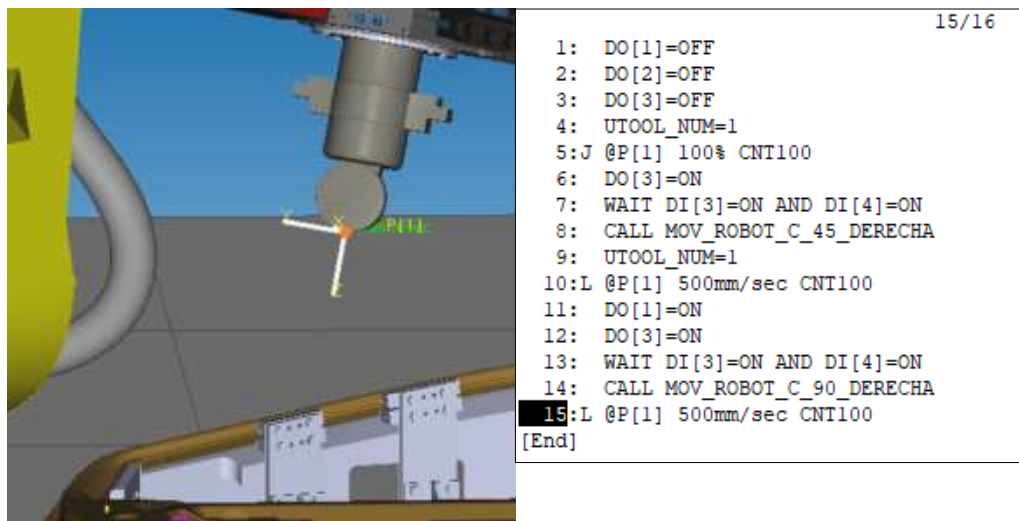 P[1]
X
Z
15/16
1: DO[1]=OFF
2: DO[2]=OFF
3: DO[3]=OFF
4: UTOOL_NUM=1
5:J @P[1] 100% CNT100
6: DO[3]=ON
7: WAIT DI[3]=ON AND DI[4]=ON
8: CALL MOV_ROBOT_C_45_DERECHA
9: UTOOL_NUM=1
10:L @P[1] 500mm/sec CNT100
11: DO[1]=ON
12: DO[3]=ON
13: WAIT DI[3]=ON AND DI[4]=ON
14: CALL MOV_ROBOT_C_90_DERECHA
15:L @P[1] 500mm/sec CNT100
[End]